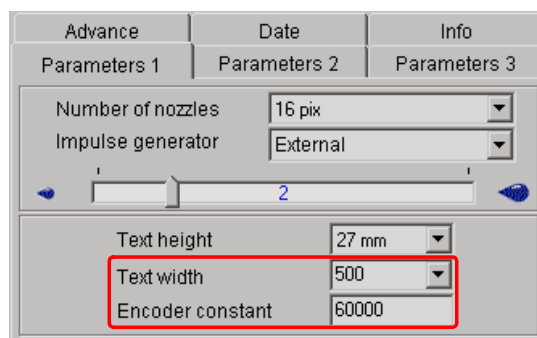 Advance Date Info
Parameters 1 Parameters 2 Parameters 3
Number of nozzles 16 pix
Impulse generator External
2
Text height 27 mm
Text width 500
Encoder constant 60000